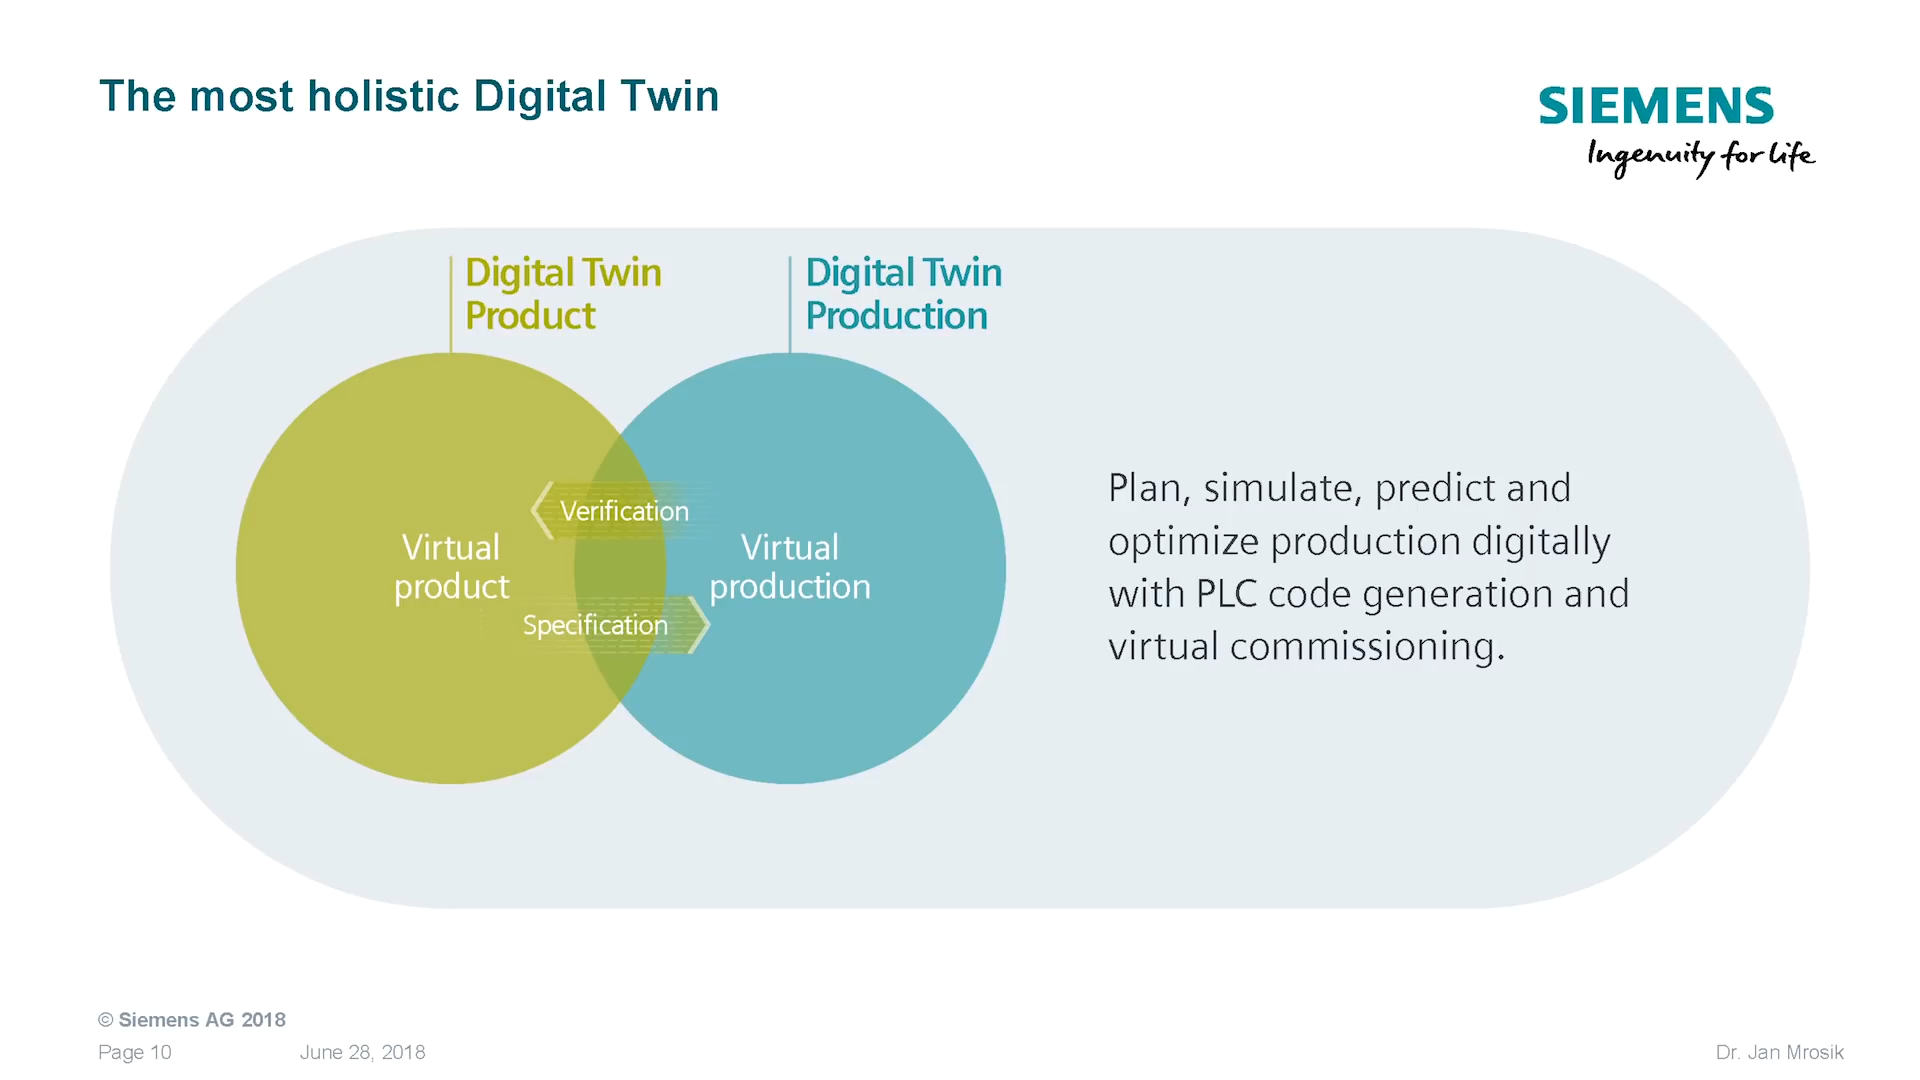 The most holistic Digital Twin
SIEMENS
Ingenuity for life
Digital Twin
Product
Digital Twin
Production
Verification
Virtual
product
Virtual
production
Specification
Plan, simulate, predict and
optimize production digitally
with PLC code generation and
virtual commissioning.
© Siemens AG 2018
Page 10
June 28, 2018
Dr. Jan Mrosik